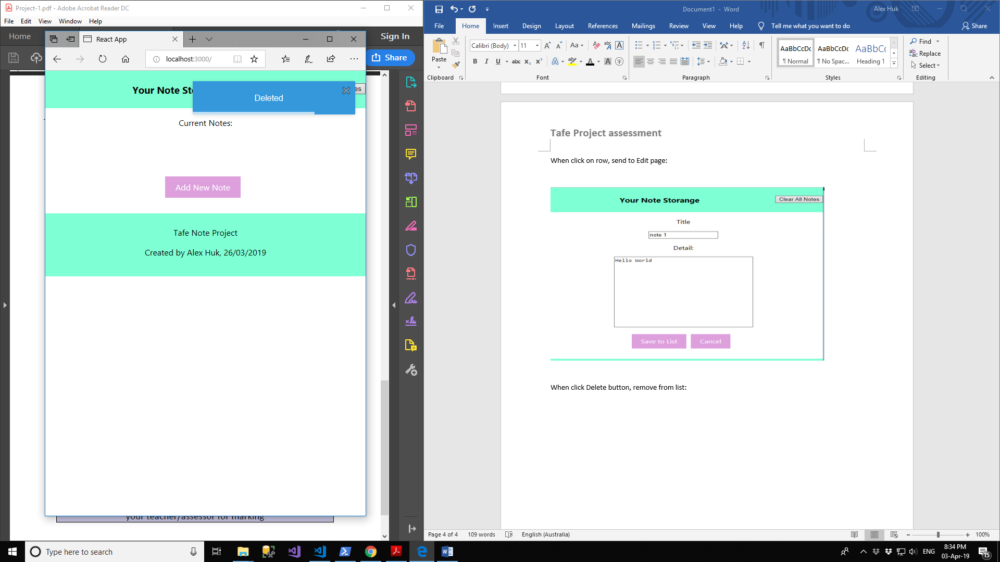 Project-1.pdf - Adobe Acrobat Reader DC
File Edit View Window Help
Home
Sign In
Share
React App
localhost:3000/
Your Note St
es
Deleted
Current Notes:
Add New Note
Tafe Note Project
Created by Alex Huk, 26/03/2019
your teacher/assessor for marking
Document1 - Word
Alex Huk
File Home Insert Design Layout References Mailings Review View Help Tell me what you want to do Share
Paste
Clipboard
Calibri (Body) 11
Font
Paragraph
AaBbCcDc AaBbCcDc AaBbCc
¶ Normal ¶ No Spac... Heading 1
Styles
Find
Replace
Select
Editing
Tafe Project assessment
When click on row, send to Edit page:
Your Note Storange
Clear All Notes
Title
note 1
Detail:
Hello World
Save to List Cancel
When click Delete button, remove from list:
Page 4 of 4 109 words English (Australia) 100%
Type here to search
ENG
8:34 PM
03-Apr-19
15